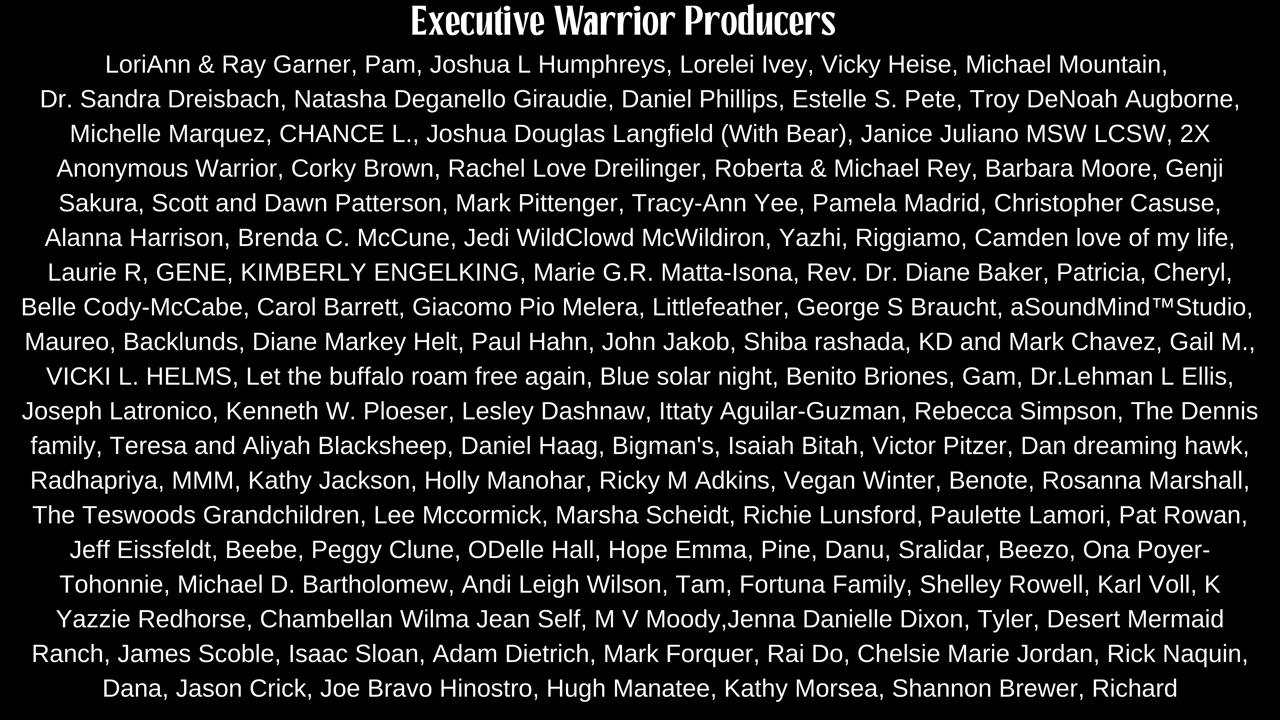 Executive Warrior Producers
LoriAnn & Ray Garner, Pam, Joshua L Humphreys, Lorelei Ivey, Vicky Heise, Michael Mountain,
Dr. Sandra Dreisbach, Natasha Deganello Giraudie, Daniel Phillips, Estelle S. Pete, Troy DeNoah Augborne,
Michelle Marquez, CHANCE L., Joshua Douglas Langfield (With Bear), Janice Juliano MSW LCSW, 2X
Anonymous Warrior, Corky Brown, Rachel Love Dreilinger, Roberta & Michael Rey, Barbara Moore, Genji
Sakura, Scott and Dawn Patterson, Mark Pittenger, Tracy-Ann Yee, Pamela Madrid, Christopher Casuse,
Alanna Harrison, Brenda C. McCune, Jedi WildClowd McWildiron, Yazhi, Riggiamo, Camden love of my life,
Laurie R, GENE, KIMBERLY ENGELKING, Marie G.R. Matta-Isona, Rev. Dr. Diane Baker, Patricia, Cheryl,
Belle Cody-McCabe, Carol Barrett, Giacomo Pio Melera, Littlefeather, George S Braucht, aSoundMind™Studio,
Maureo, Backlunds, Diane Markey Helt, Paul Hahn, John Jakob, Shiba rashada, KD and Mark Chavez, Gail M.,
VICKI L. HELMS, Let the buffalo roam free again, Blue solar night, Benito Briones, Gam, Dr.Lehman L Ellis,
Joseph Latronico, Kenneth W. Ploeser, Lesley Dashnaw, Ittaty Aguilar-Guzman, Rebecca Simpson, The Dennis
family, Teresa and Aliyah Blacksheep, Daniel Haag, Bigman's, Isaiah Bitah, Victor Pitzer, Dan dreaming hawk,
Radhapriya, MMM, Kathy Jackson, Holly Manohar, Ricky M Adkins, Vegan Winter, Benote, Rosanna Marshall,
The Teswoods Grandchildren, Lee Mccormick, Marsha Scheidt, Richie Lunsford, Paulette Lamori, Pat Rowan,
Jeff Eissfeldt, Beebe, Peggy Clune, ODelle Hall, Hope Emma, Pine, Danu, Sralidar, Beezo, Ona Poyer-
Tohonnie, Michael D. Bartholomew, Andi Leigh Wilson, Tam, Fortuna Family, Shelley Rowell, Karl Voll, K
Yazzie Redhorse, Chambellan Wilma Jean Self, M V Moody,Jenna Danielle Dixon, Tyler, Desert Mermaid
Ranch, James Scoble, Isaac Sloan, Adam Dietrich, Mark Forquer, Rai Do, Chelsie Marie Jordan, Rick Naquin,
Dana, Jason Crick, Joe Bravo Hinostro, Hugh Manatee, Kathy Morsea, Shannon Brewer, Richard